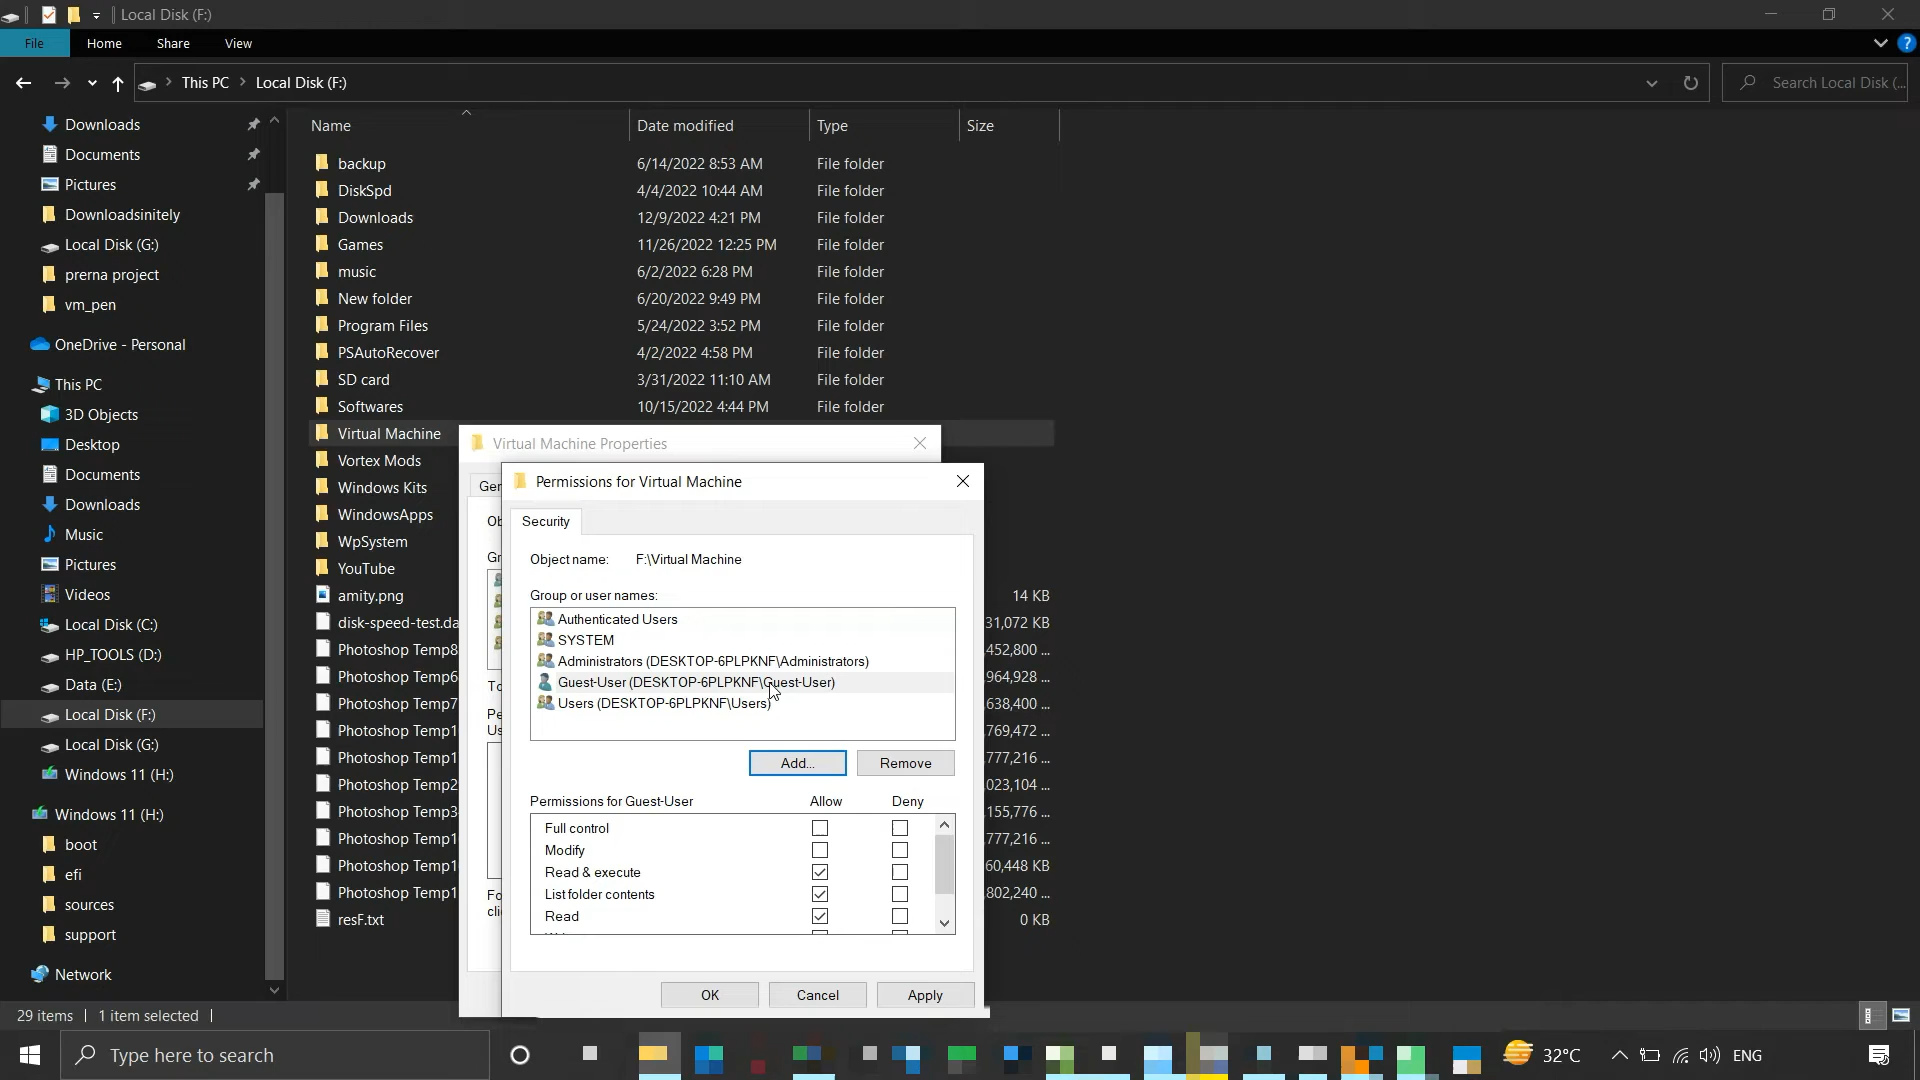 Local Disk (F:)
File Home Share View
This PC Local Disk (F:)
Search Local Disk (...
Name Date modified Type Size
Downloads
Documents
Pictures
Downloadsinitely
Local Disk (G:)
prerna project
vm_pen
OneDrive - Personal
This PC
3D Objects
Desktop
Documents
Downloads
Music
Pictures
Videos
Local Disk (C:)
HP_TOOLS (D:)
Data (E:)
Local Disk (F:)
Local Disk (G:)
Windows 11 (H:)
Windows 11 (H:)
boot
efi
sources
support
Network
backup 6/14/2022 8:53 AM File folder
DiskSpd 4/4/2022 10:44 AM File folder
Downloads 12/9/2022 4:21 PM File folder
Games 11/26/2022 12:25 PM File folder
music 6/2/2022 6:28 PM File folder
New folder 6/20/2022 9:49 PM File folder
Program Files 5/24/2022 3:52 PM File folder
PSAutoRecover 4/2/2022 4:58 PM File folder
SD card 3/31/2022 11:10 AM File folder
Softwares 10/15/2022 4:44 PM File folder
Virtual Machine
Vortex Mods
Windows Kits
WindowsApps
WpSystem
YouTube
amity.png 14 KB
disk-speed-test.da 31,072 KB
Photoshop Temp8 452,800 ...
Photoshop Temp6 964,928 ...
Photoshop Temp7 638,400 ...
Photoshop Temp1 769,472 ...
Photoshop Temp1 777,216 ...
Photoshop Temp2 023,104 ...
Photoshop Temp3 155,776 ...
Photoshop Temp1 777,216 ...
Photoshop Temp1 60,448 KB
Photoshop Temp1 802,240 ...
resF.txt 0 KB
Virtual Machine Properties
Permissions for Virtual Machine
Security
Object name: F:\Virtual Machine
Group or user names:
Authenticated Users
SYSTEM
Administrators (DESKTOP-6PLPKNF\Administrators)
Guest-User (DESKTOP-6PLPKNF\Guest-User)
Users (DESKTOP-6PLPKNF\Users)
Add... Remove
Permissions for Guest-User Allow Deny
Full control
Modify
Read & execute
List folder contents
Read
OK Cancel Apply
29 items 1 item selected
Type here to search
32°C ENG